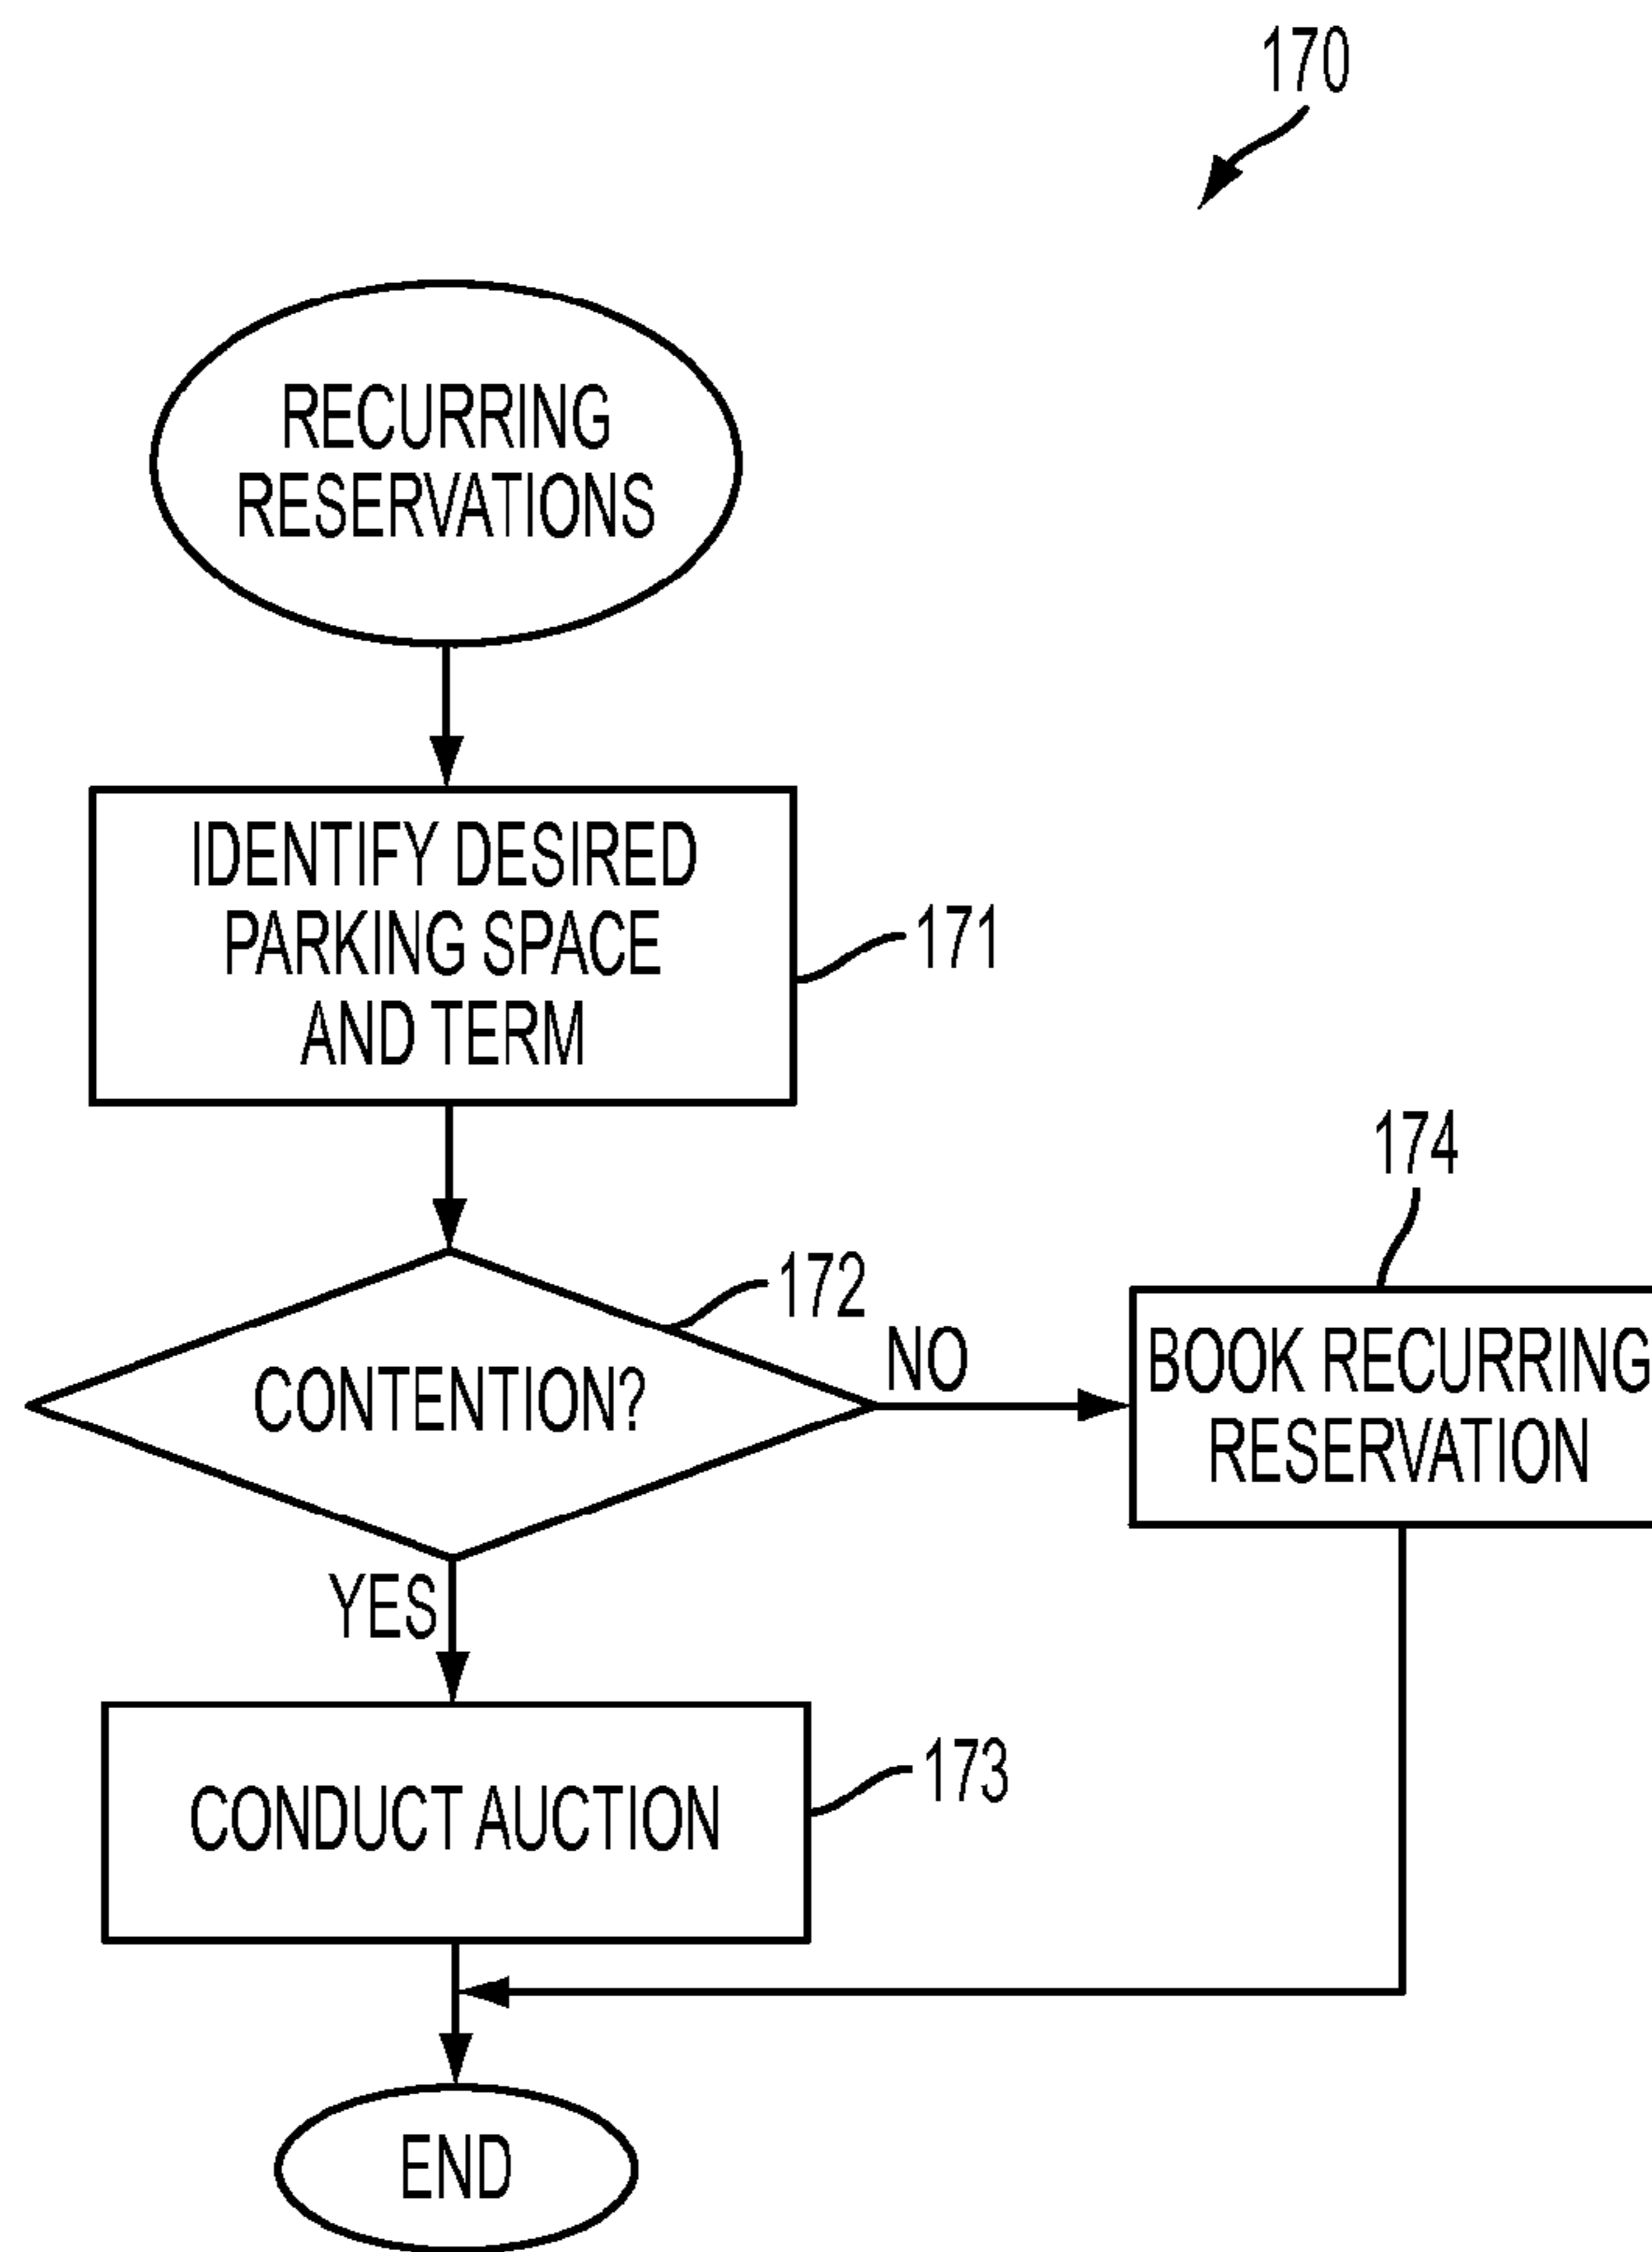 170
RECURRING
RESERVATIONS
IDENTIFY DESIRED
PARKING SPACE
AND TERM
171
172
CONTENTION?
NO
174
BOOK RECURRING
RESERVATION
YES
CONDUCT AUCTION
173
END